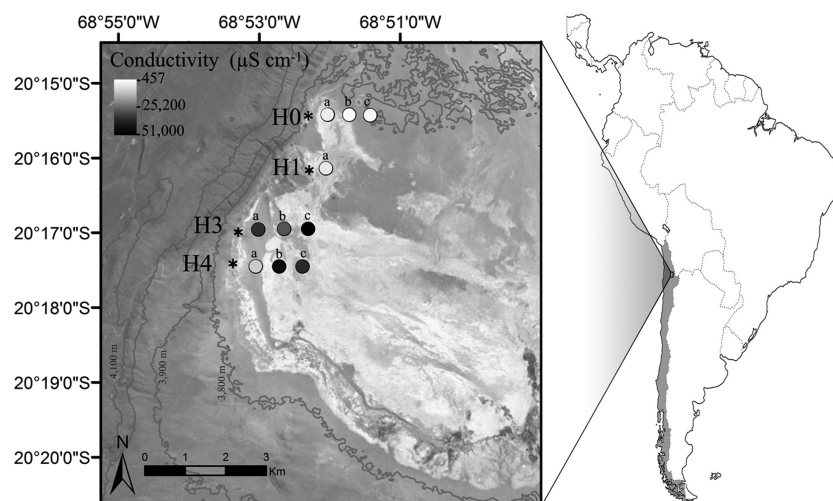 68°55'0"W 68°53'0"W 68°51'0"W
Conductivity (µS cm-1)
457
25,200
51,000
20°15'0"S
H0 * a b c
20°16'0"S
H1 * a
20°17'0"S
H3 * a b c
H4 * a b c
20°18'0"S
4,100 m
3,900 m
3,800 m
20°19'0"S
20°20'0"S
N
0 1 2 3
Km